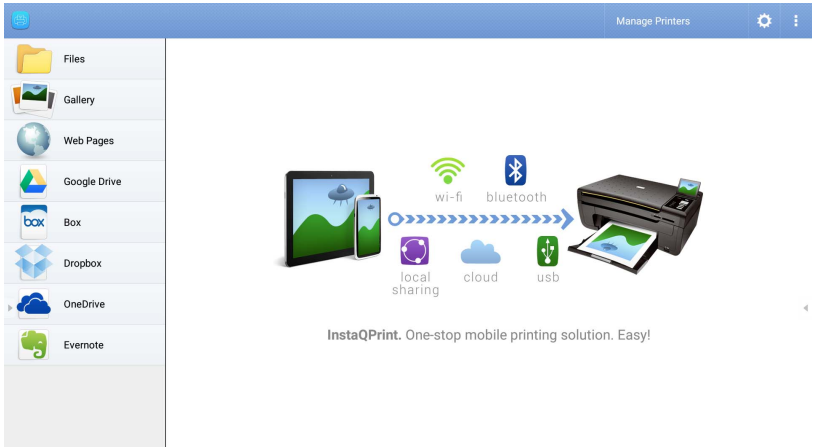 Manage Printers
Files
Gallery
Web Pages
Google Drive
box
Box
Dropbox
OneDrive
Evernote
wi-fi
bluetooth
local
sharing
cloud
usb
InstaQPrint. One-stop mobile printing solution. Easy!